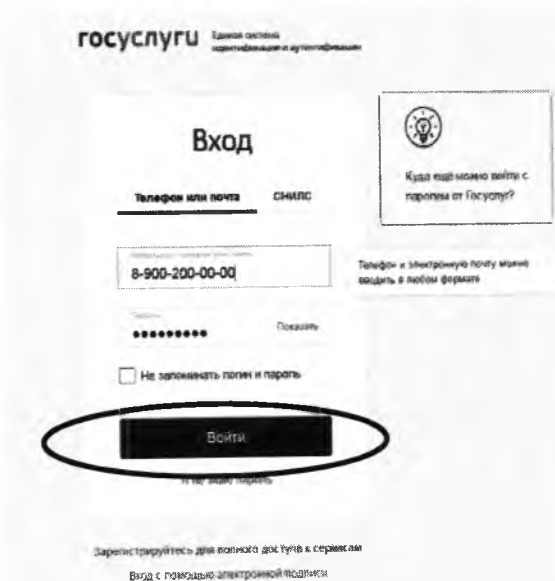 госуслуги
Единая система
идентификации и аутентификации
Вход
Телефон или почта СНИЛС
8-900-200-00-00
Показать
Не запоминать логин и пароль
Войти
Я не знаю пароль
Куда ещё можно войти с
паролем от Госуслуг?
Телефон и электронную почту можно
вводить в любом формате
Зарегистрируйтесь для полного доступа к сервисам
Вход с помощью электронной подписи